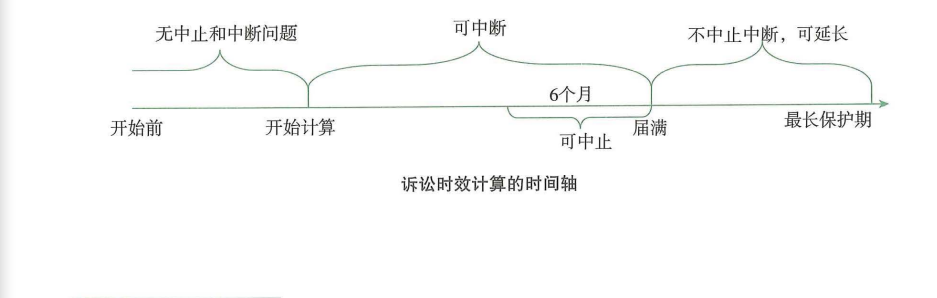 无中止和中断问题
可中断
不中止中断，可延长
6个月
开始前
开始计算
届满
最长保护期
可中止
诉讼时效计算的时间轴